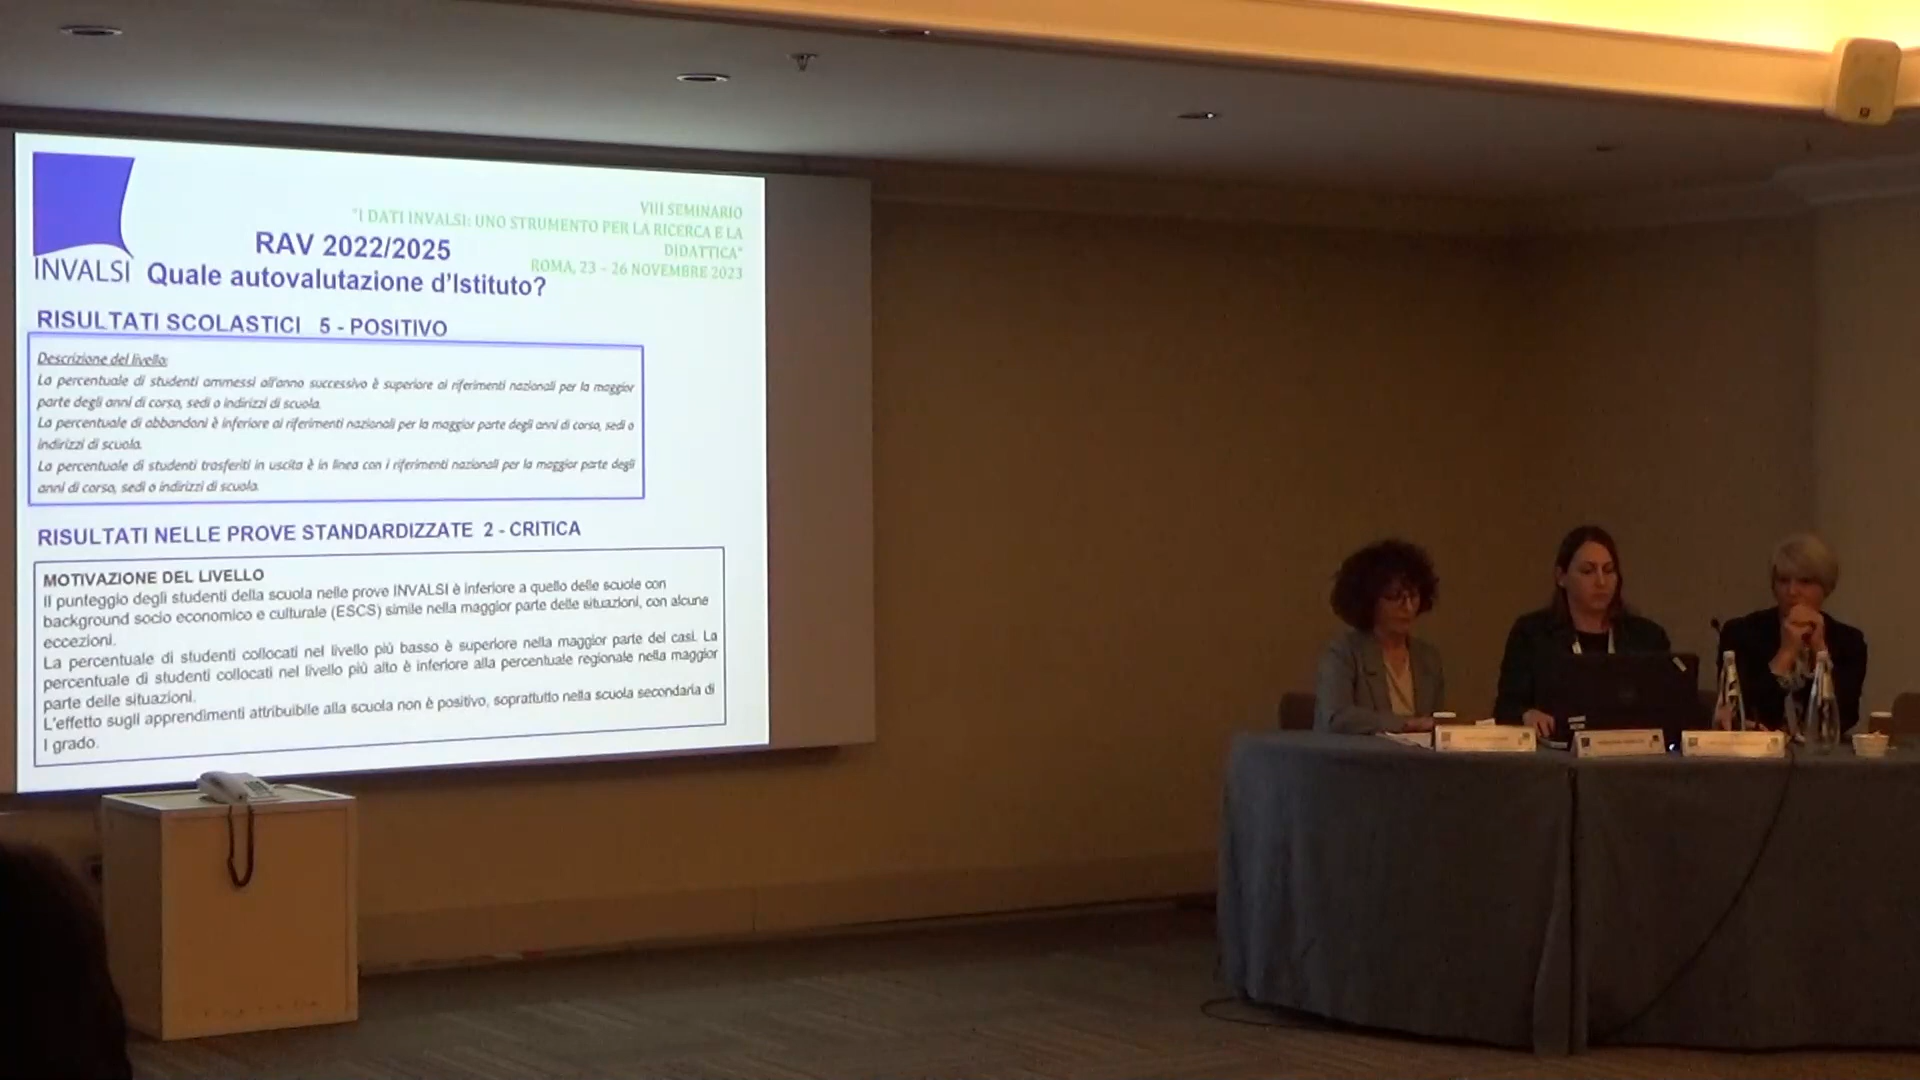 VIII SEMINARIO
"I DATI INVALSI: UNO STRUMENTO PER LA RICERCA E LA
DIDATTICA"
ROMA, 23 - 26 NOVEMBRE 2023
INVALSI
RAV 2022/2025
Quale autovalutazione d'Istituto?
RISULTATI SCOLASTICI 5 - POSITIVO
Descrizione del livello:
La percentuale di studenti ammessi all'anno successivo è superiore ai riferimenti nazionali per la maggior
parte degli anni di corso, sedi o indirizzi di scuola.
La percentuale di abbandoni è inferiore ai riferimenti nazionali per la maggior parte degli anni di corso, sedi o
indirizzi di scuola.
La percentuale di studenti trasferiti in uscita è in linea con i riferimenti nazionali per la maggior parte degli
anni di corso, sedi o indirizzi di scuola.
RISULTATI NELLE PROVE STANDARDIZZATE 2 - CRITICA
MOTIVAZIONE DEL LIVELLO
Il punteggio degli studenti della scuola nelle prove INVALSI è inferiore a quello delle scuole con
background socio economico e culturale (ESCS) simile nella maggior parte delle situazioni, con alcune
eccezioni.
La percentuale di studenti collocati nel livello più basso è superiore nella maggior parte dei casi. La
percentuale di studenti collocati nel livello più alto è inferiore alla percentuale regionale nella maggior
parte delle situazioni.
L'effetto sugli apprendimenti attribuibile alla scuola non è positivo, soprattutto nella scuola secondaria di
I grado.